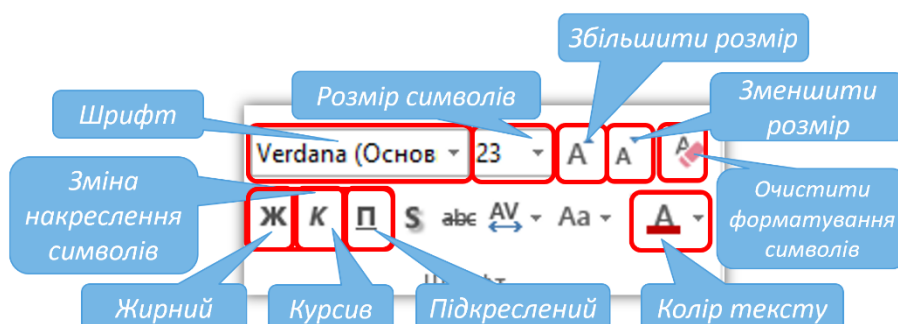 Збільшити розмір
Розмір символів
Зменшити
розмір
Шрифт
Verdana (Основ
23
A
A
A
Зміна
накреслення
символів
Очистити
форматування
символів
Ж К П S abc AV Aa A
Жирний
Курсив
Підкреслений
Колір тексту